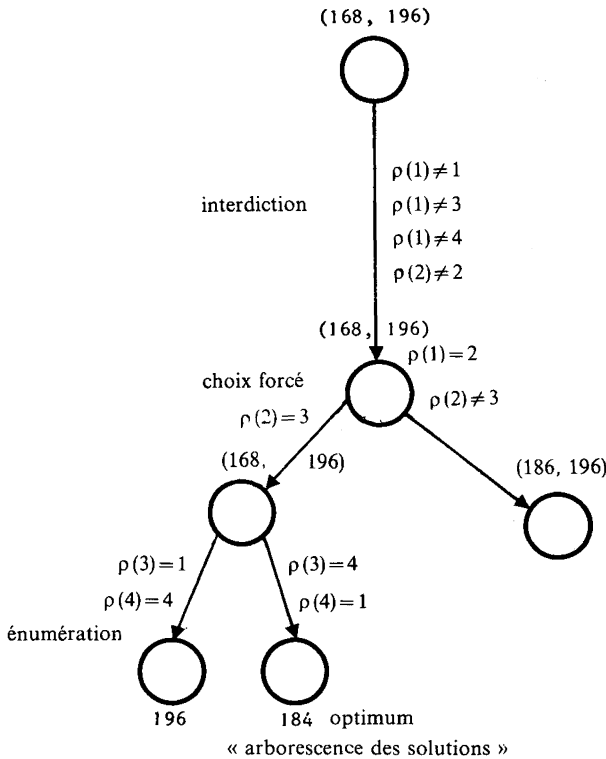 (168, 196)
ρ(1)≠1
interdiction
ρ(1)≠3
ρ(1)≠4
ρ(2)≠2
(168, 196)
ρ(1)=2
choix forcé
ρ(2)≠3
ρ(2)=3
(168, 196)
(186, 196)
ρ(3)=1
ρ(3)=4
ρ(4)=4
ρ(4)=1
énumération
196
184 optimum
« arborescence des solutions »